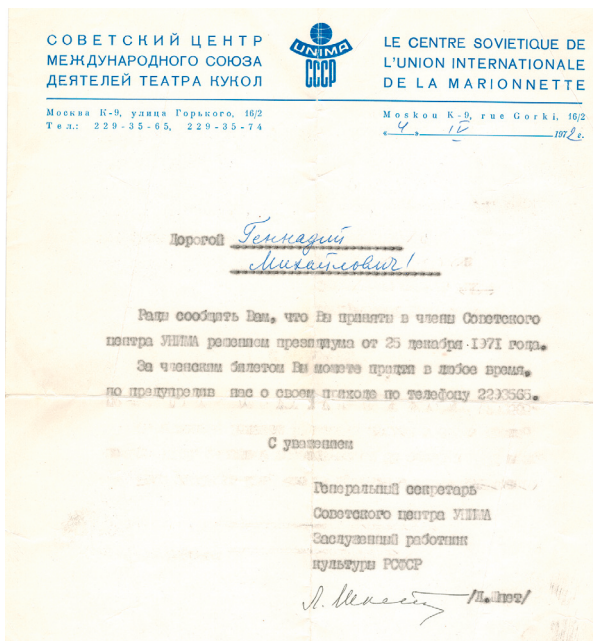 СОВЕТСКИЙ ЦЕНТР
МЕЖДУНАРОДНОГО СОЮЗА
ДЕЯТЕЛЕЙ ТЕАТРА КУКОЛ
UNIMA
СССР
LE CENTRE SOVIETIQUE DE
L'UNION INTERNATIONALE
DE LA MARIONNETTE
Москва К-9, улица Горького, 16/2
Тел.: 229-35-65, 229-35-74
Moskou K-9, rue Gorki, 16/2
« 4 » IV 1972 г.
Дорогой Геннадий
Михайлович!
Рады сообщить Вам, что Вы приняты в члены Советского
центра УНИМА решением президиума от 25 декабря 1971 года.
За членским билетом Вы можете придти в любое время,
но предупредив нас о своем приходе по телефону 2293565.
С уважением
Генеральный секретарь
Советского центра УНИМА
Заслуженный работник
культуры РСФСР
Л. Шпет
/Л.Шпет/